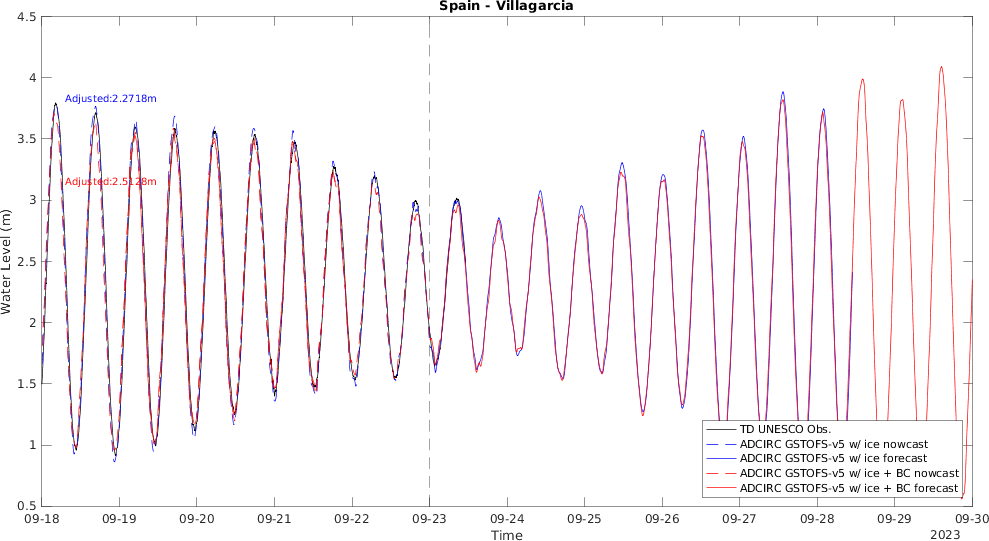 Spain - Villagarcia
4.5
4
3.5
3
2.5
2
1.5
1
0.5
Water Level (m)
Adjusted:2.2718m
Adjusted:2.5128m
TD UNESCO Obs.
ADCIRC GSTOFS-v5 w/ ice nowcast
ADCIRC GSTOFS-v5 w/ ice forecast
ADCIRC GSTOFS-v5 w/ ice + BC nowcast
ADCIRC GSTOFS-v5 w/ ice + BC forecast
09-18 09-19 09-20 09-21 09-22 09-23 09-24 09-25 09-26 09-27 09-28 09-29 09-30
Time
2023